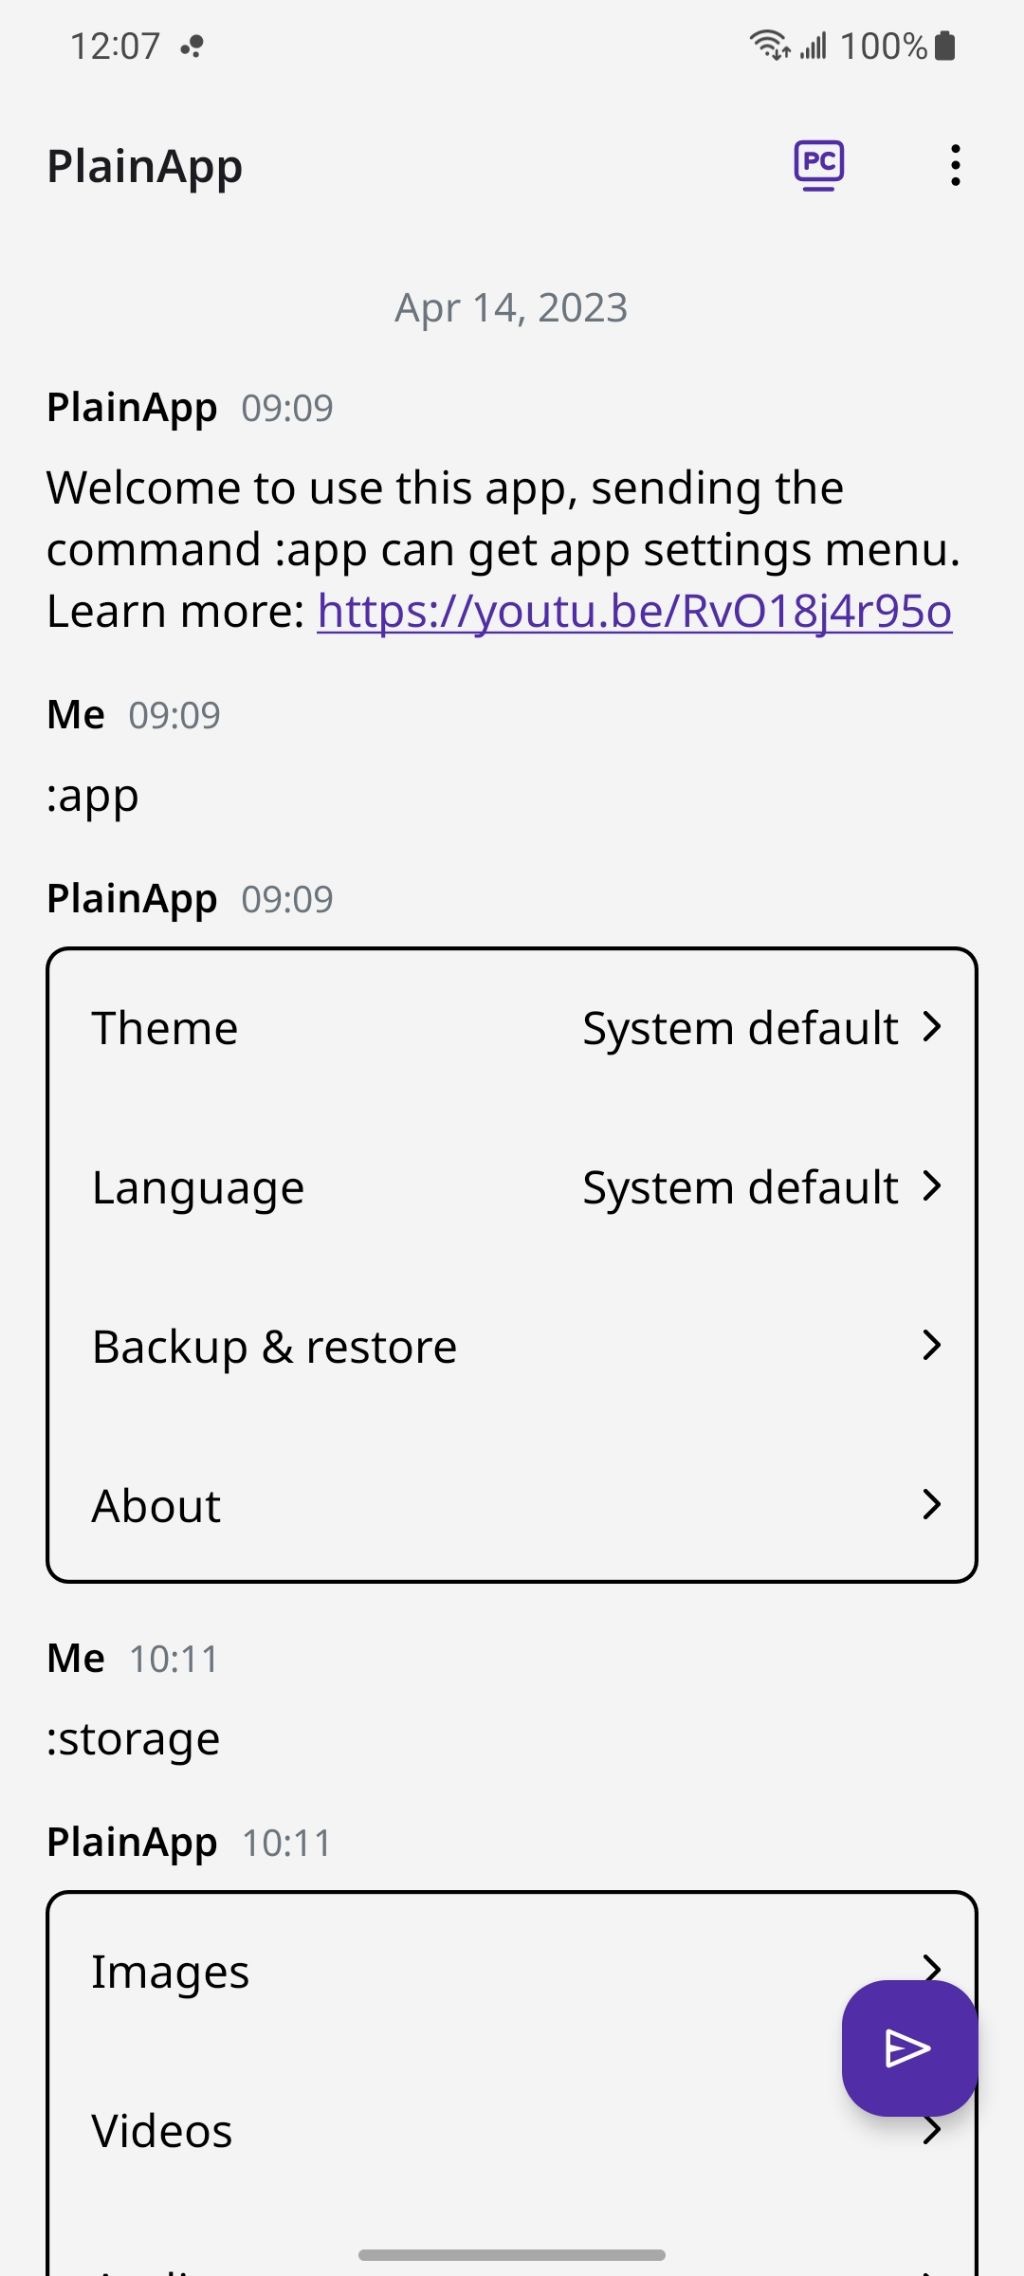 12:07
100%
PlainApp
PC
Apr 14, 2023
PlainApp 09:09
Welcome to use this app, sending the
command :app can get app settings menu.
Learn more: https://youtu.be/RvO18j4r95o
Me 09:09
:app
PlainApp 09:09
Theme System default
Language System default
Backup & restore
About
Me 10:11
:storage
PlainApp 10:11
Images
Videos